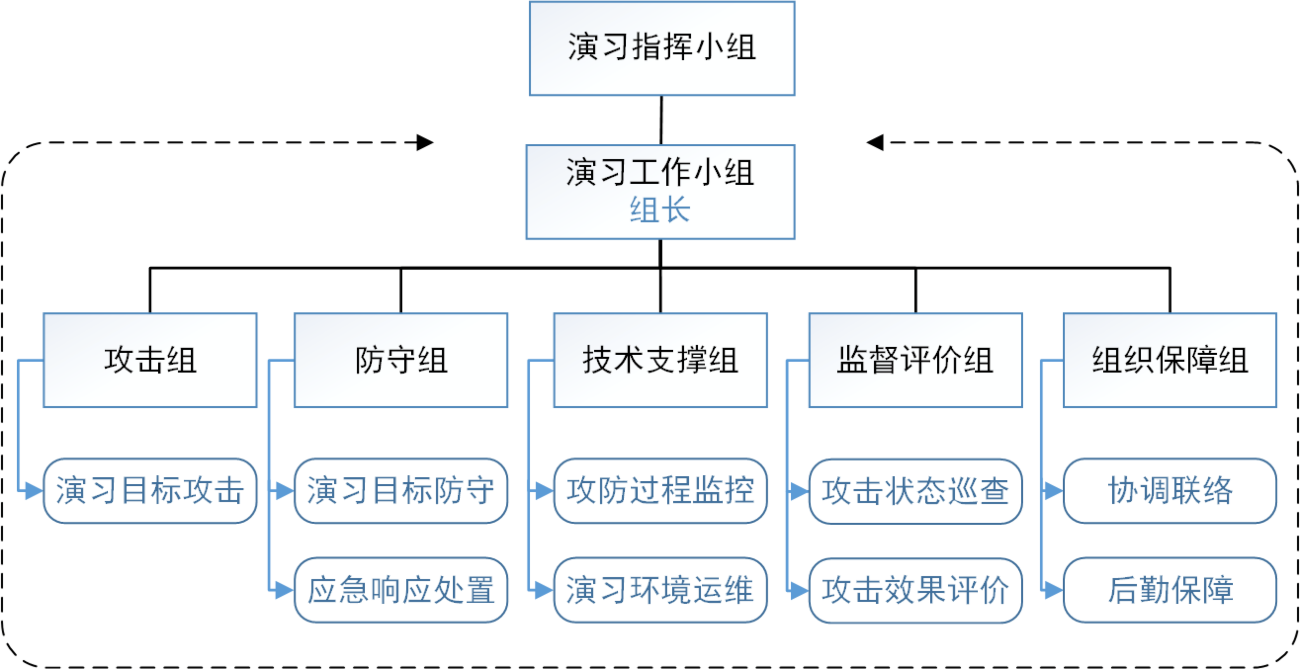 演习指挥小组
演习工作小组
组长
攻击组
防守组
技术支撑组
监督评价组
组织保障组
演习目标攻击
演习目标防守
攻防过程监控
攻击状态巡查
协调联络
应急响应处置
演习环境运维
攻击效果评价
后勤保障